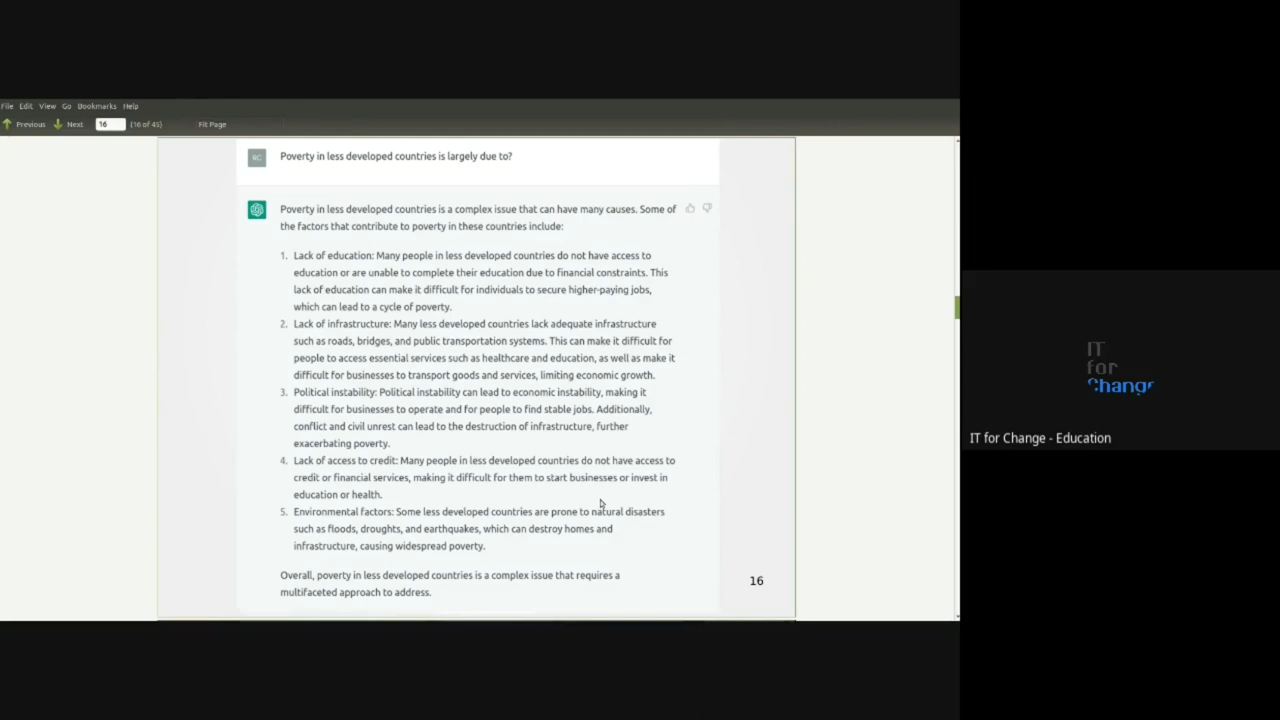 File Edit View Go Bookmarks Help
Previous Next 16 (16 of 45) Fit Page
RC Poverty in less developed countries is largely due to?
Poverty in less developed countries is a complex issue that can have many causes. Some of
the factors that contribute to poverty in these countries include:
1. Lack of education: Many people in less developed countries do not have access to
education or are unable to complete their education due to financial constraints. This
lack of education can make it difficult for individuals to secure higher-paying jobs,
which can lead to a cycle of poverty.
2. Lack of infrastructure: Many less developed countries lack adequate infrastructure
such as roads, bridges, and public transportation systems. This can make it difficult for
people to access essential services such as healthcare and education, as well as make it
difficult for businesses to transport goods and services, limiting economic growth.
3. Political instability: Political instability can lead to economic instability, making it
difficult for businesses to operate and for people to find stable jobs. Additionally,
conflict and civil unrest can lead to the destruction of infrastructure, further
exacerbating poverty.
4. Lack of access to credit: Many people in less developed countries do not have access to
credit or financial services, making it difficult for them to start businesses or invest in
education or health.
5. Environmental factors: Some less developed countries are prone to natural disasters
such as floods, droughts, and earthquakes, which can destroy homes and
infrastructure, causing widespread poverty.
Overall, poverty in less developed countries is a complex issue that requires a
multifaceted approach to address.
16
IT
for
Change
IT for Change - Education